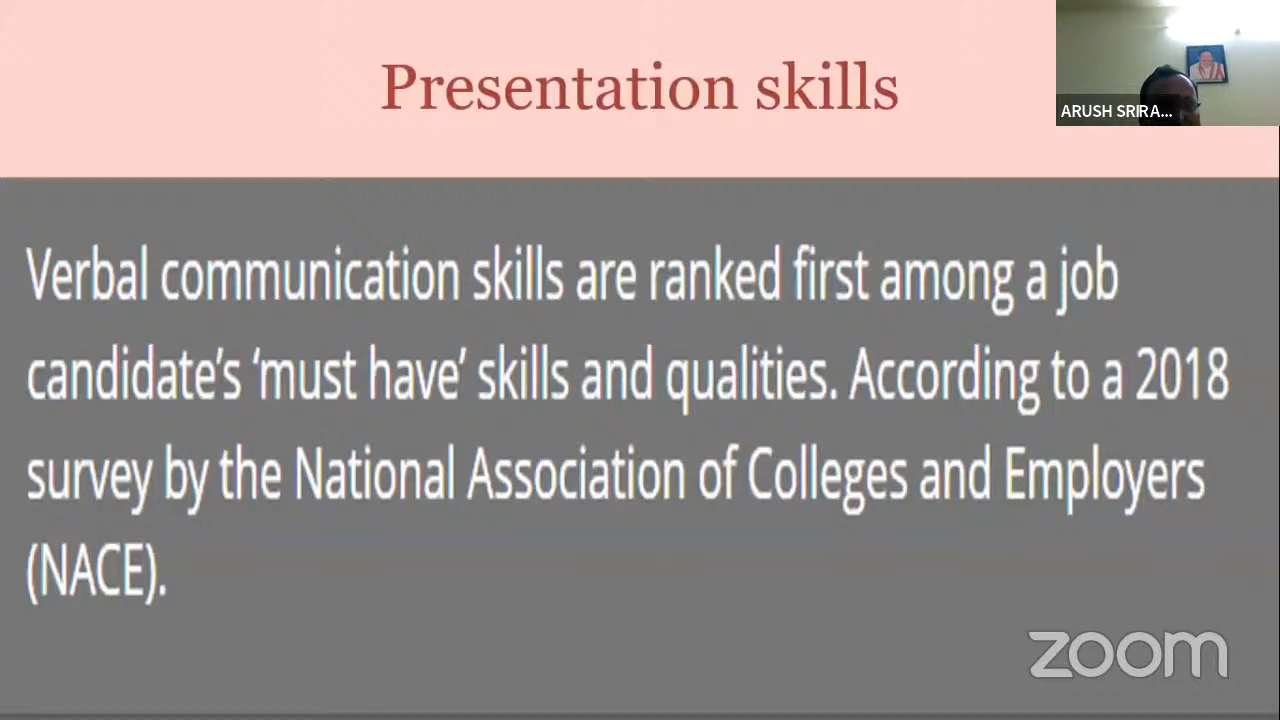 Presentation skills
ARUSH SRIRA...
Verbal communication skills are ranked first among a job
candidate’s ‘must have’ skills and qualities. According to a 2018
survey by the National Association of Colleges and Employers
(NACE).
zoom